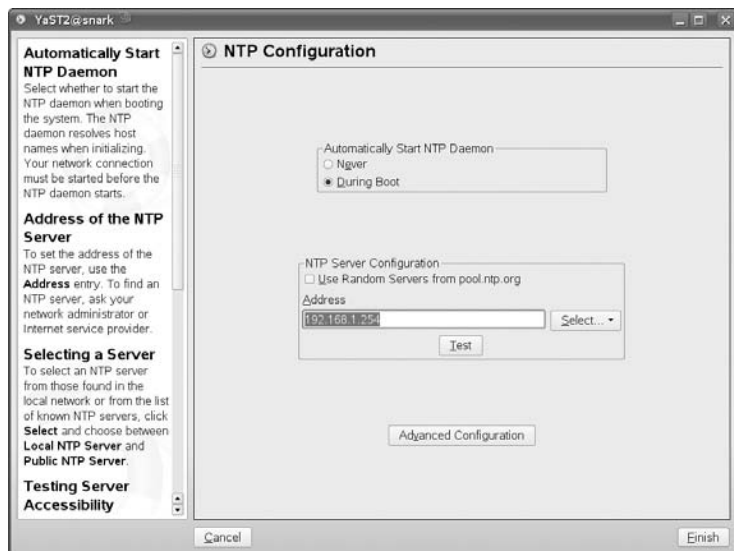 YaST2@snark
Automatically Start
NTP Daemon
Select whether to start the
NTP daemon when booting
the system. The NTP
daemon resolves host
names when initializing.
Your network connection
must be started before the
NTP daemon starts.
Address of the NTP
Server
To set the address of the
NTP server, use the
Address entry. To find an
NTP server, ask your
network administrator or
Internet service provider.
Selecting a Server
To select an NTP server
from those found in the
local network or from the list
of known NTP servers, click
Select and choose between
Local NTP Server and
Public NTP Server.
Testing Server
Accessibility
NTP Configuration
Automatically Start NTP Daemon
Never
During Boot
NTP Server Configuration
Use Random Servers from pool.ntp.org
Address
192.168.1.254
Select...
Test
Advanced Configuration
Cancel
Finish